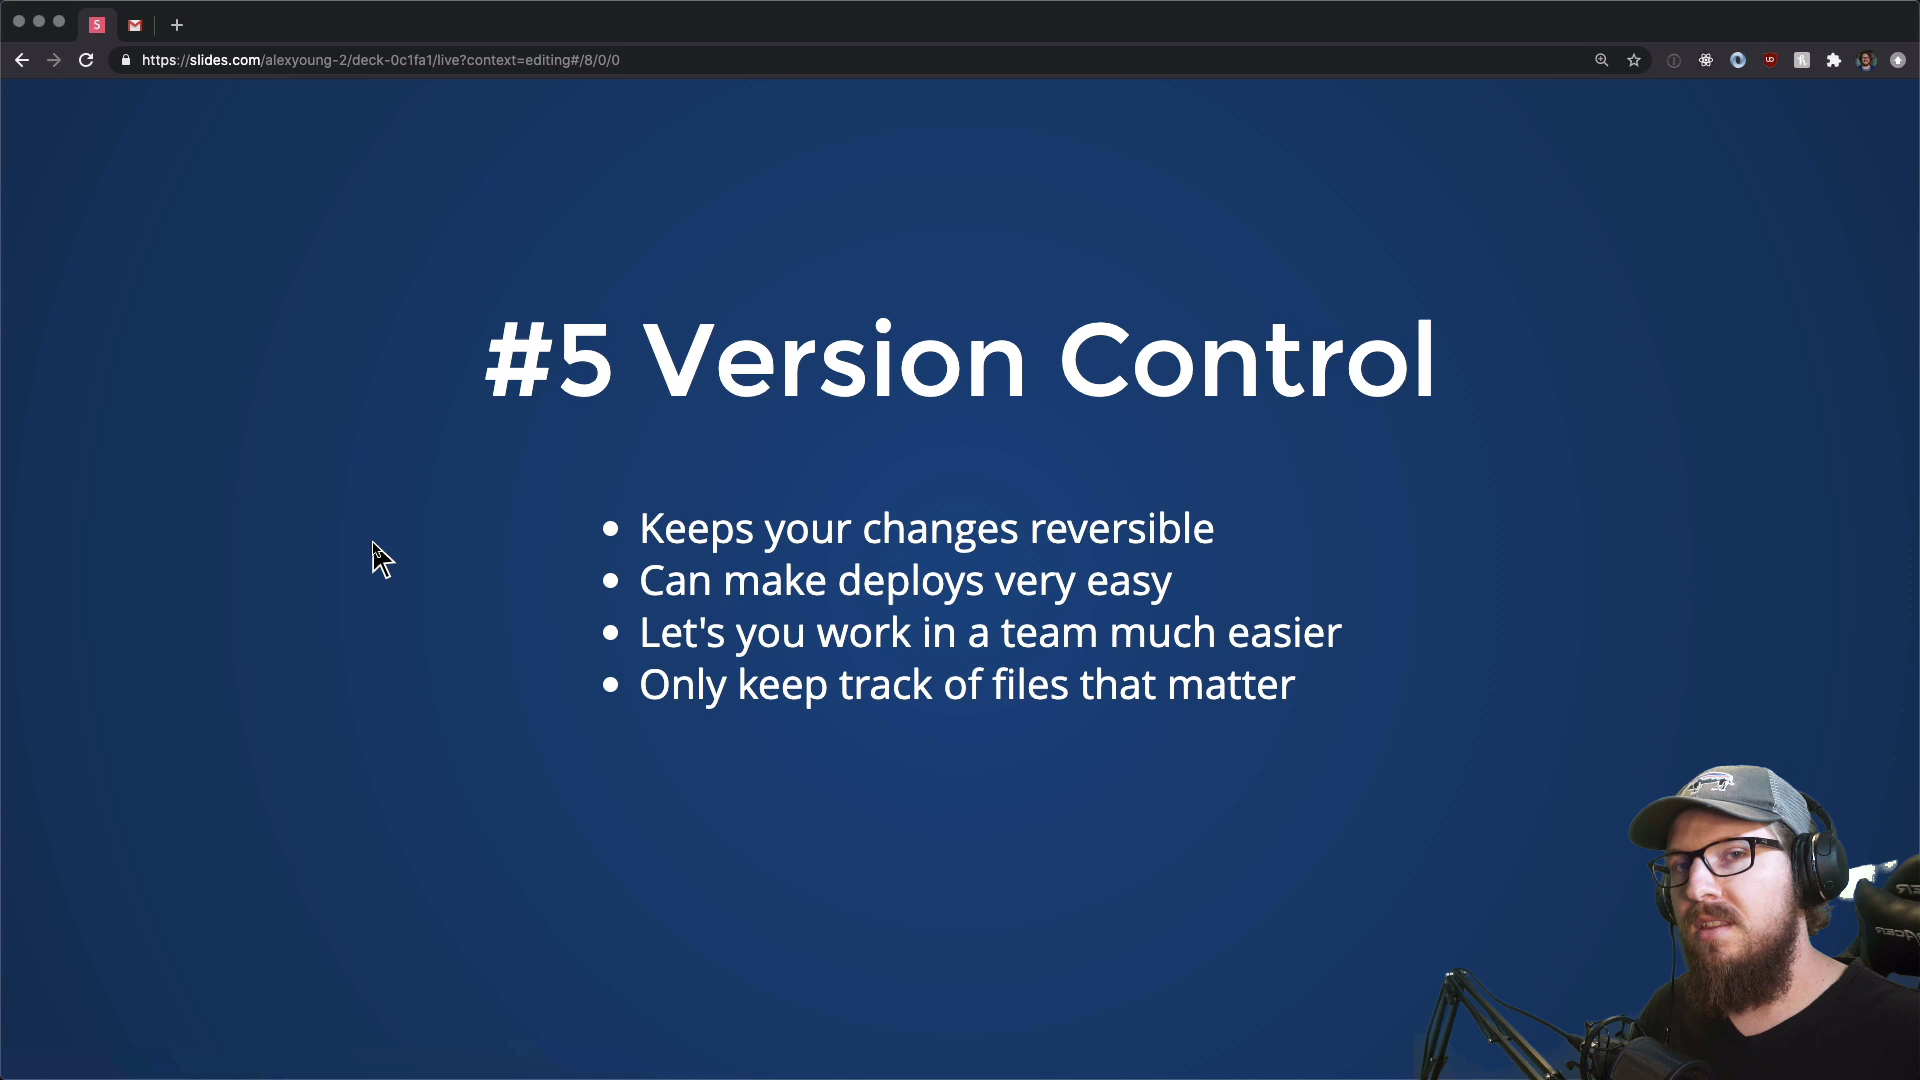 S
https://slides.com/alexyoung-2/deck-0c1fa1/live?context=editing#/8/0/0
#5 Version Control
Keeps your changes reversible
Can make deploys very easy
Let's you work in a team much easier
Only keep track of files that matter